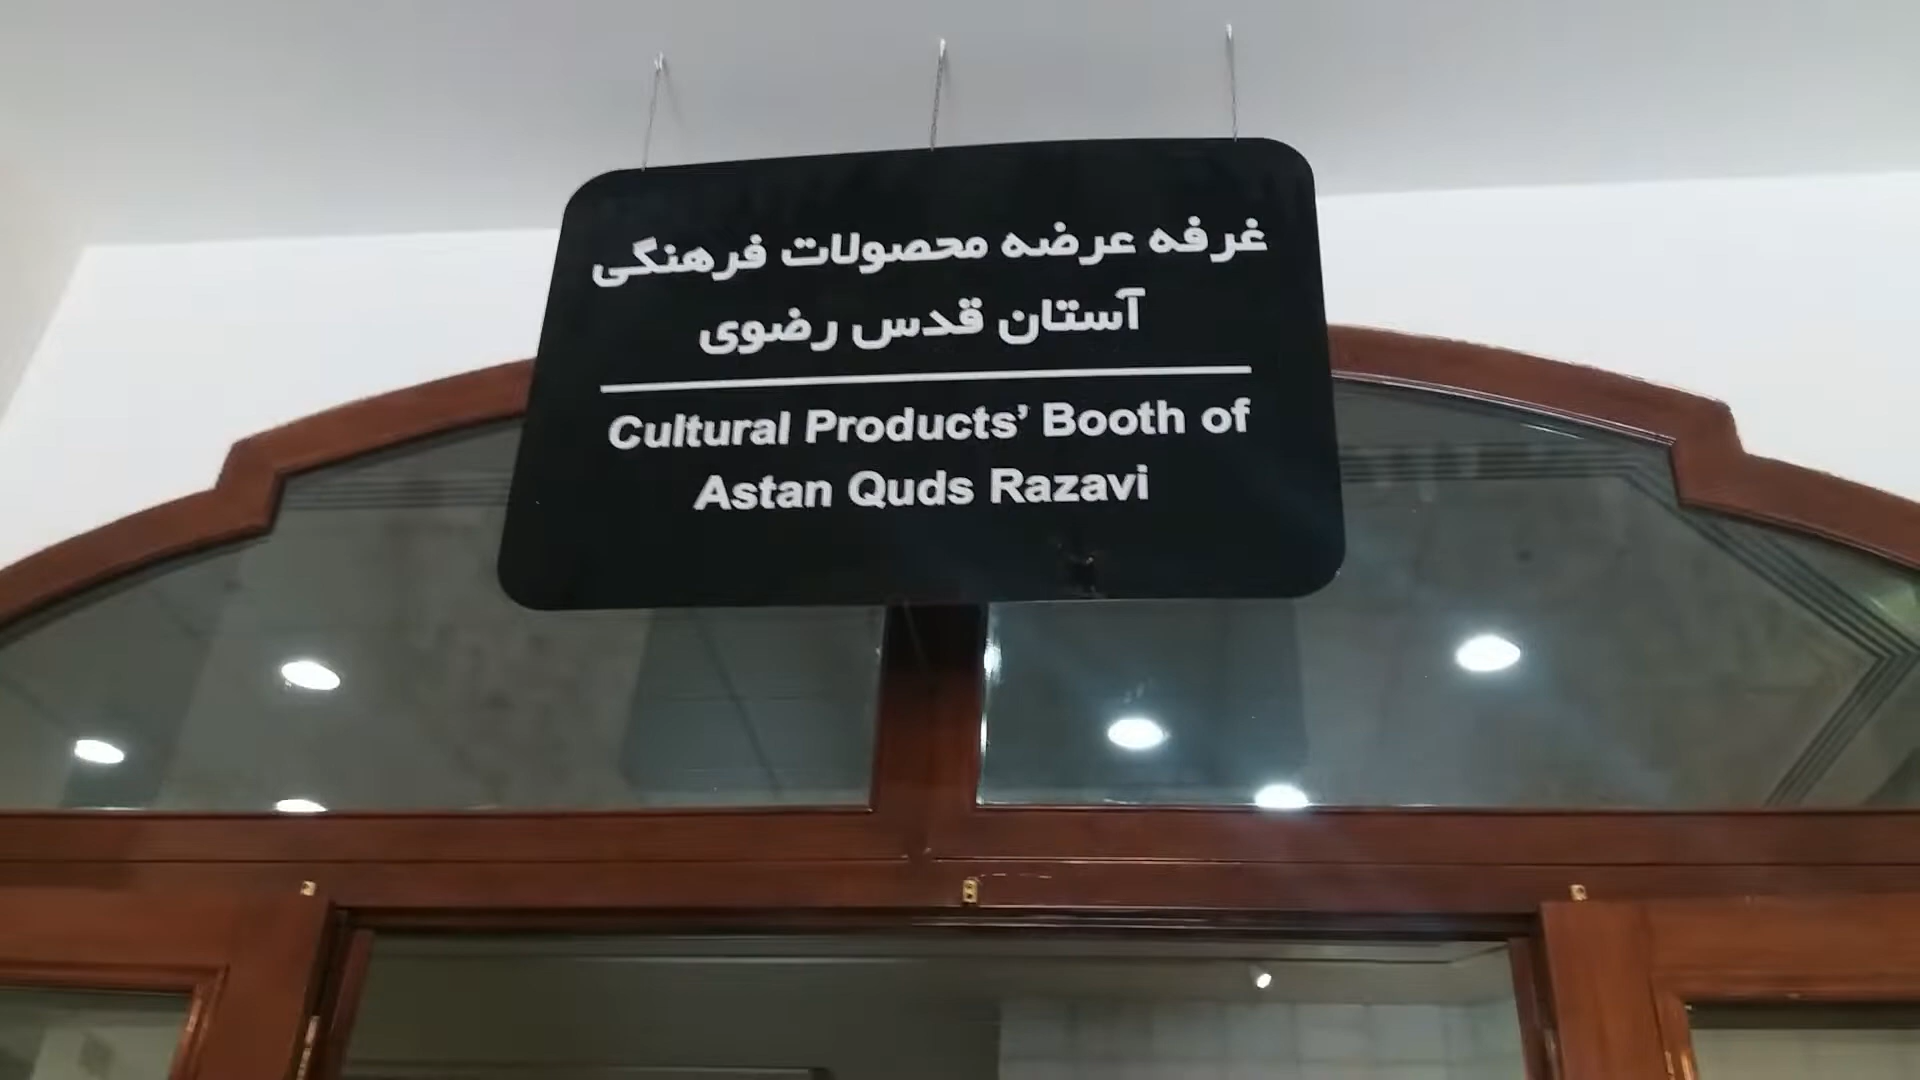 غرفه عرضه محصولات فرهنگی
آستان قدس رضوی
Cultural Products’ Booth of
Astan Quds Razavi